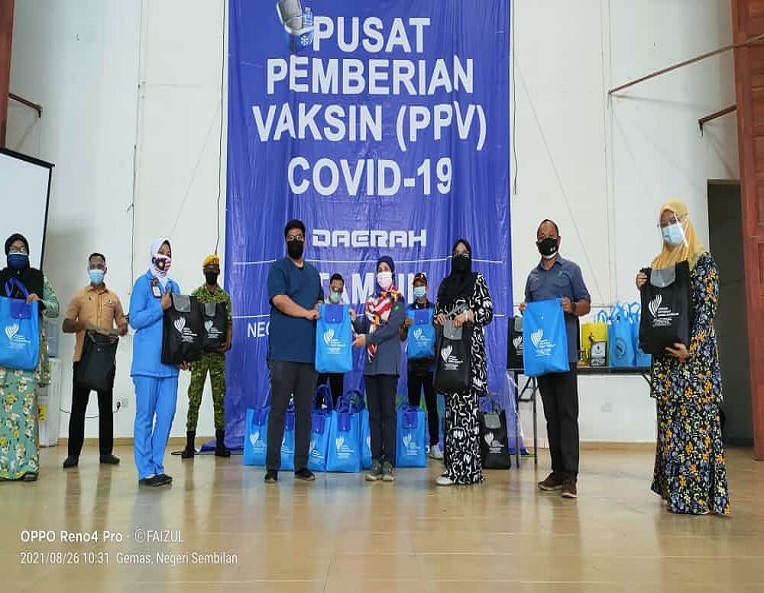 PUSAT
PEMBERIAN
VAKSIN (PPV)
COVID-19
DAERAH
OPPO Reno4 Pro · ©FAIZUL
2021/08/26 10:31 Gemas, Negeri Sembilan